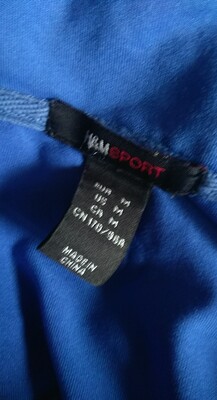 H&M SPORT
EUR M
US M
CA M
CN 170/96A
MADE IN
CHINA